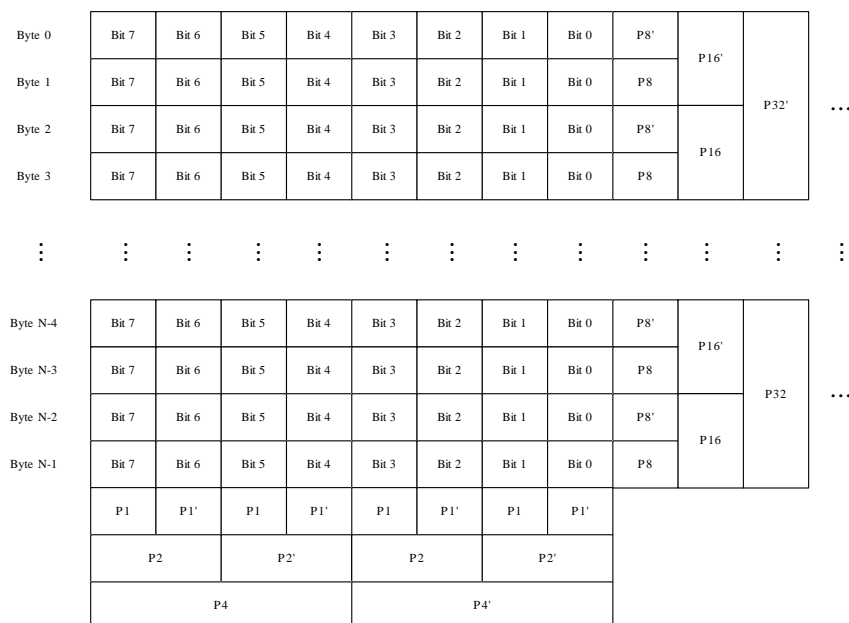 Byte 0 Bit 7 Bit 6 Bit 5 Bit 4 Bit 3 Bit 2 Bit 1 Bit 0 P8'
P16'
Byte 1 Bit 7 Bit 6 Bit 5 Bit 4 Bit 3 Bit 2 Bit 1 Bit 0 P8
P32' ...
Byte 2 Bit 7 Bit 6 Bit 5 Bit 4 Bit 3 Bit 2 Bit 1 Bit 0 P8'
P16
Byte 3 Bit 7 Bit 6 Bit 5 Bit 4 Bit 3 Bit 2 Bit 1 Bit 0 P8
⋮ ⋮ ⋮ ⋮ ⋮ ⋮ ⋮ ⋮ ⋮ ⋮ ⋮ ⋮ ⋮
Byte N-4 Bit 7 Bit 6 Bit 5 Bit 4 Bit 3 Bit 2 Bit 1 Bit 0 P8'
P16'
Byte N-3 Bit 7 Bit 6 Bit 5 Bit 4 Bit 3 Bit 2 Bit 1 Bit 0 P8
P32 ...
Byte N-2 Bit 7 Bit 6 Bit 5 Bit 4 Bit 3 Bit 2 Bit 1 Bit 0 P8'
P16
Byte N-1 Bit 7 Bit 6 Bit 5 Bit 4 Bit 3 Bit 2 Bit 1 Bit 0 P8
P1 P1' P1 P1' P1 P1' P1 P1'
P2 P2' P2 P2'
P4 P4'